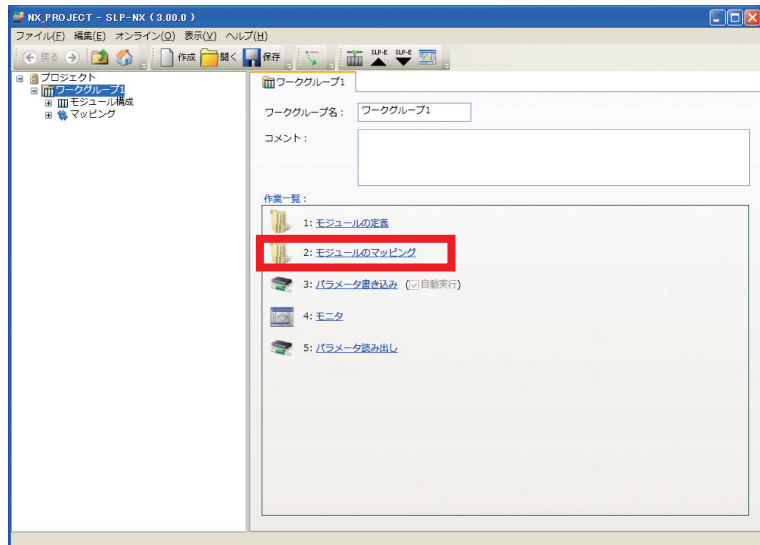 NX_PROJECT - SLP-NX ( 3.00.0 )
ファイル(F) 編集(E) オンライン(O) 表示(V) ヘルプ(H)
戻る 作成 開く 保存 SLP-E SLP-E
プロジェクト
ワークグループ1
モジュール構成
マッピング
ワークグループ1
ワークグループ名 : ワークグループ1
コメント :
作業一覧 :
1: モジュールの定義
2: モジュールのマッピング
3: パラメータ書き込み (自動実行)
4: モニタ
5: パラメータ読み出し